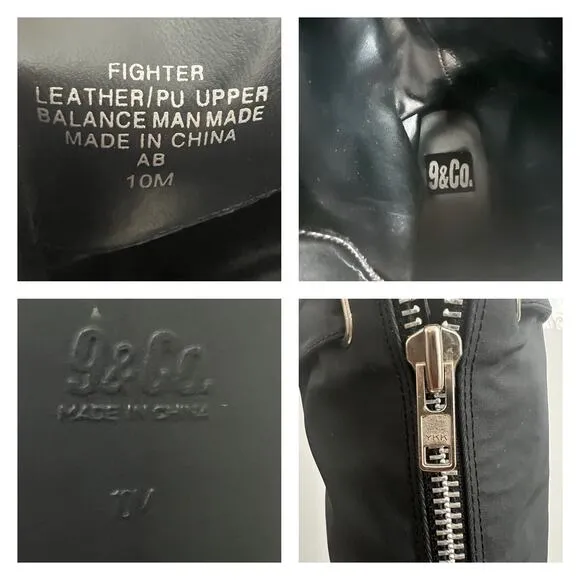 FIGHTER
LEATHER/PU UPPER
BALANCE MAN MADE
MADE IN CHINA
AB
10M
9&Co.
9&Co.
MADE IN CHINA
YKK